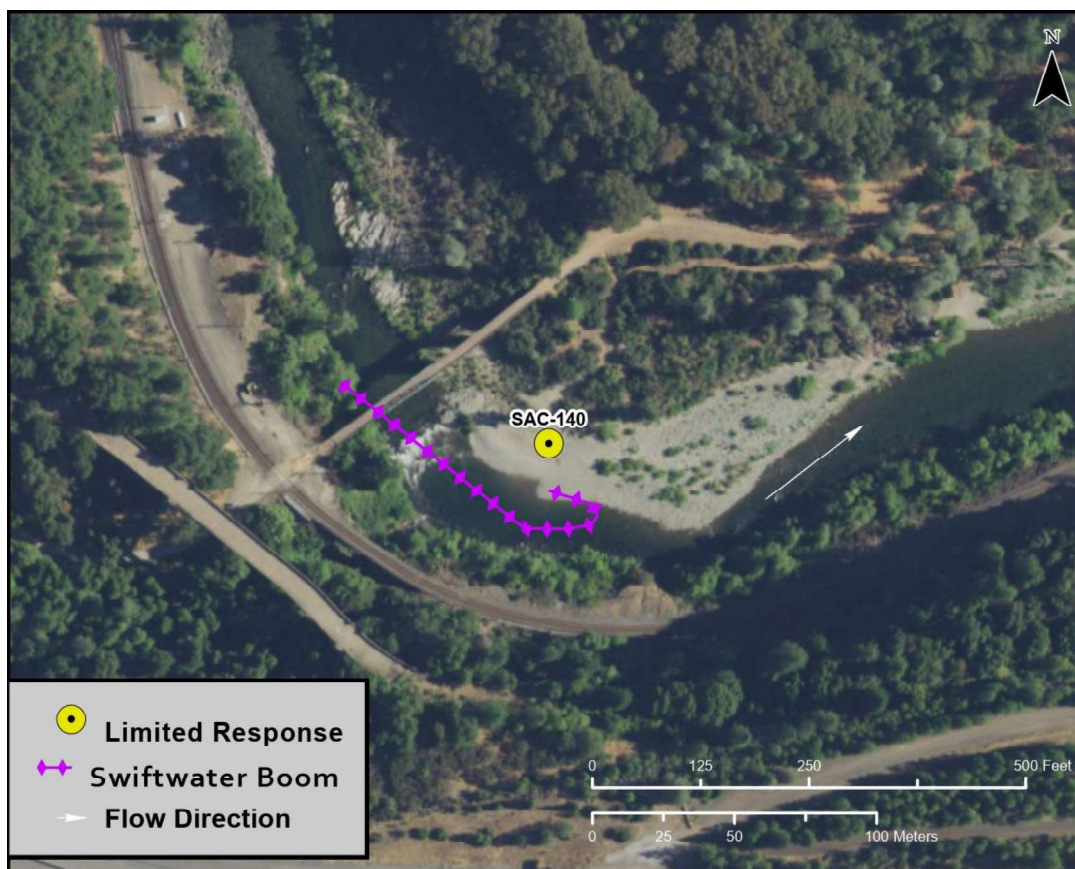 N
SAC-140
Limited Response
Swiftwater Boom
Flow Direction
0 125 250 500 Feet
0 25 50 100 Meters